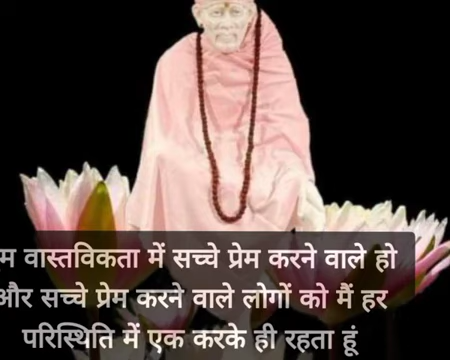 वास्तविकता में सच्चे प्रेम करने वाले हो
और सच्चे प्रेम करने वाले लोगों को मैं हर
परिस्थिति में एक करके ही रहता हूं